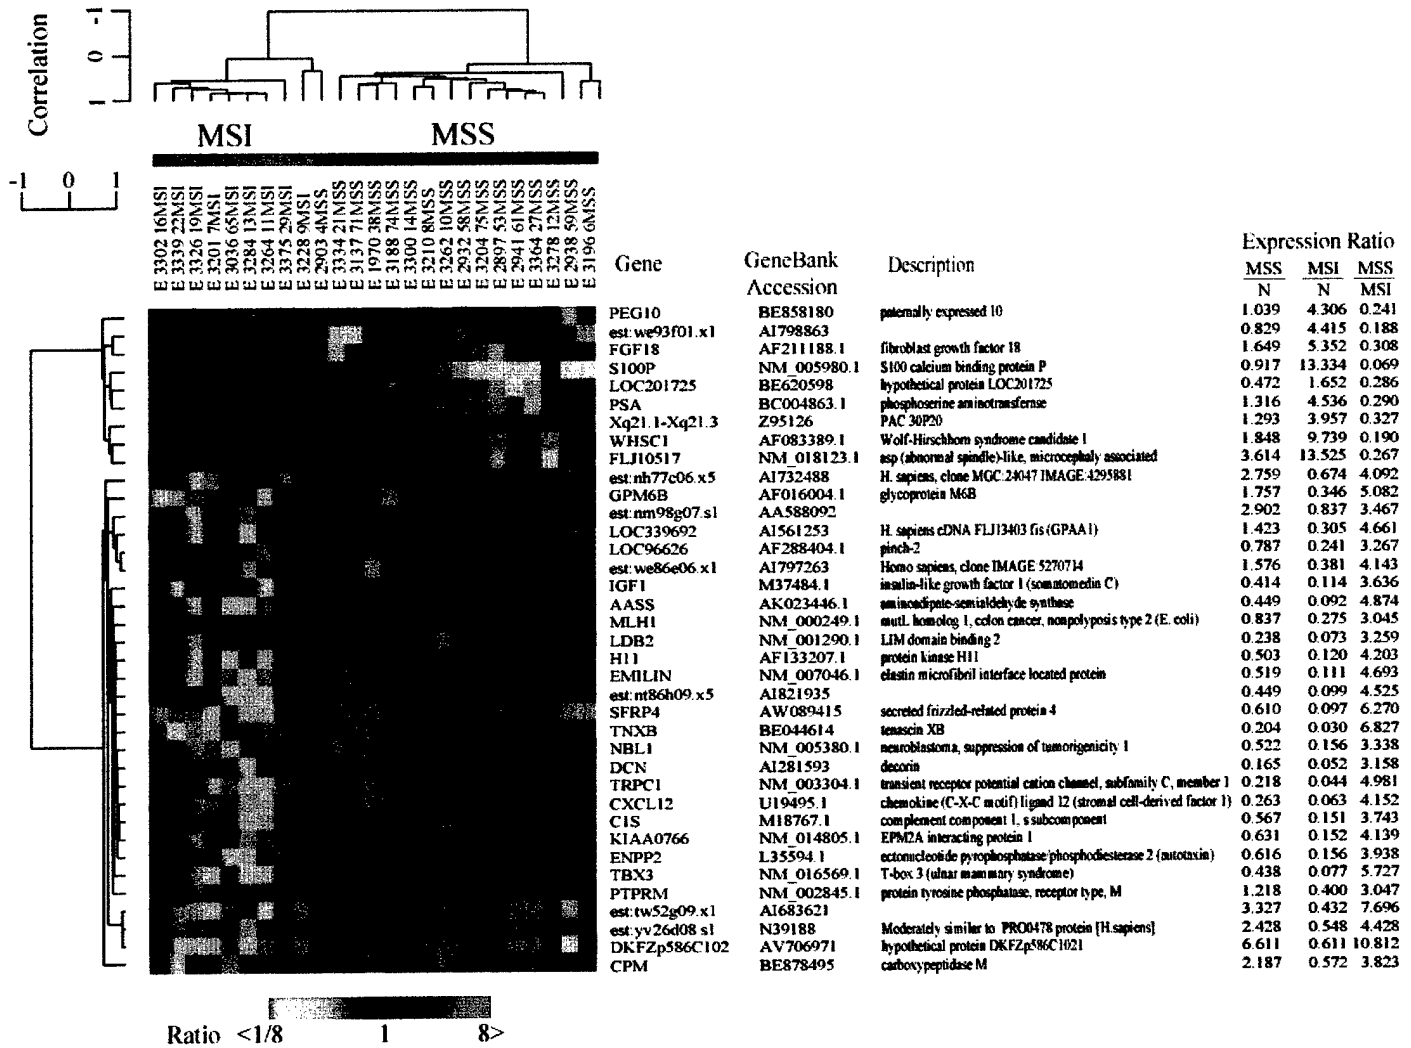 Correlation
-1
0
1
MSI MSS
-1 0 1
E 3302 16MSI
E 3339 22MSI
E 3326 19MSI
E 3201 7MSI
E 3036 65MSI
E 3284 13MSI
E 3264 11MSI
E 3375 29MSI
E 3228 9MSI
E 2903 4MSS
E 3334 21MSS
E 3137 71MSS
E 1970 38MSS
E 3188 74MSS
E 3300 14MSS
E 3210 8MSS
E 3262 10MSS
E 2932 58MSS
E 3204 75MSS
E 2897 53MSS
E 2941 61MSS
E 3364 27MSS
E 3278 12MSS
E 2938 59MSS
E 3196 6MSS
Expression Ratio
Gene GeneBank Accession Description MSS/N MSI/N MSS/MSI
PEG10 BE858180 paternally expressed 10 1.039 4.306 0.241
est:we93f01.x1 AI798863 0.829 4.415 0.188
FGF18 AF211188.1 fibroblast growth factor 18 1.649 5.352 0.308
S100P NM_005980.1 S100 calcium binding protein P 0.917 13.334 0.069
LOC201725 BE620598 hypothetical protein LOC201725 0.472 1.652 0.286
PSA BC004863.1 phosphoserine aminotransferase 1.316 4.536 0.290
Xq21.1-Xq21.3 Z95126 PAC 30P20 1.293 3.957 0.327
WHSC1 AF083389.1 Wolf-Hirschhorn syndrome candidate 1 1.848 9.739 0.190
FLJ10517 NM_018123.1 asp (abnormal spindle)-like, microcephaly associated 3.614 13.525 0.267
est:nh77c06.x5 AI732488 H. sapiens, clone MGC:24047 IMAGE:4295881 2.759 0.674 4.092
GPM6B AF016004.1 glycoprotein M6B 1.757 0.346 5.082
est:nm98g07.s1 AA588092 2.902 0.837 3.467
LOC339692 AI561253 H. sapiens cDNA FLJ13403 fis (GPAA1) 1.423 0.305 4.661
LOC96626 AF288404.1 pinch-2 0.787 0.241 3.267
est:we86e06.x1 AI797263 Homo sapiens, clone IMAGE 5270714 1.576 0.381 4.143
IGF1 M37484.1 insulin-like growth factor 1 (somatomedin C) 0.414 0.114 3.636
AASS AK023446.1 aminoadipate-semialdehyde synthase 0.449 0.092 4.874
MLH1 NM_000249.1 mutL homolog 1, colon cancer, nonpolyposis type 2 (E. coli) 0.837 0.275 3.045
LDB2 NM_001290.1 LIM domain binding 2 0.238 0.073 3.259
H11 AF133207.1 protein kinase H11 0.503 0.120 4.203
EMILIN NM_007046.1 elastin microfibril interface located protein 0.519 0.111 4.693
est:nt86h09.x5 AI821935 0.449 0.099 4.525
SFRP4 AW089415 secreted frizzled-related protein 4 0.610 0.097 6.270
TNXB BE044614 tenascin XB 0.204 0.030 6.827
NBL1 NM_005380.1 neuroblastoma, suppression of tumorigenicity 1 0.522 0.156 3.338
DCN AI281593 decorin 0.165 0.052 3.158
TRPC1 NM_003304.1 transient receptor potential cation channel, subfamily C, member 1 0.218 0.044 4.981
CXCL12 U19495.1 chemokine (C-X-C motif) ligand 12 (stromal cell-derived factor 1) 0.263 0.063 4.152
C1S M18767.1 complement component 1, s subcomponent 0.567 0.151 3.743
KIAA0766 NM_014805.1 EPM2A interacting protein 1 0.631 0.152 4.139
ENPP2 L35594.1 ectonucleotide pyrophosphatase/phosphodiesterase 2 (autotaxin) 0.616 0.156 3.938
TBX3 NM_016569.1 T-box 3 (ulnar mammary syndrome) 0.438 0.077 5.727
PTPRM NM_002845.1 protein tyrosine phosphatase, receptor type, M 1.218 0.400 3.047
est:tw52g09.x1 AI683621 3.327 0.432 7.696
est:yv26d08 s1 N39188 Moderately similar to PRO0478 protein [H.sapiens] 2.428 0.548 4.428
DKFZp586C102 AV706971 hypothetical protein DKFZp586C1021 6.611 0.611 10.812
CPM BE878495 carboxypeptidase M 2.187 0.572 3.823
Ratio <1/8 1 8>